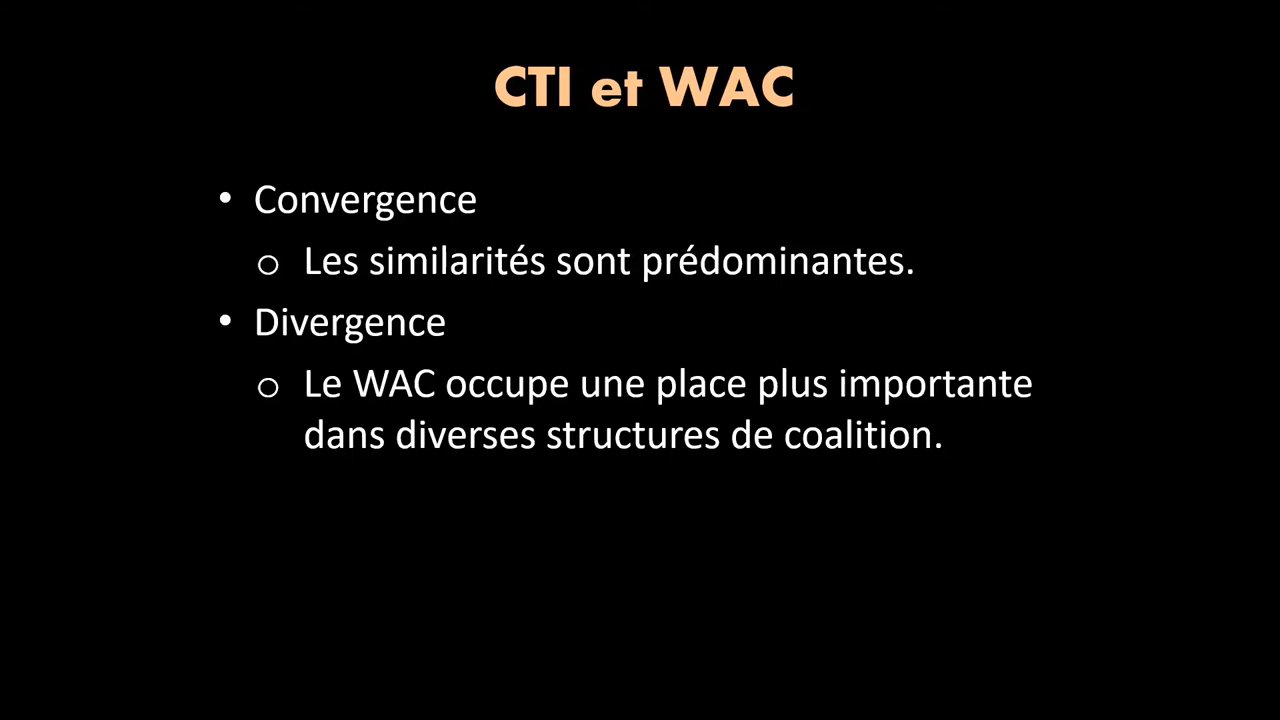 CTI et WAC
• Convergence
o Les similarités sont prédominantes.
• Divergence
o Le WAC occupe une place plus importante
dans diverses structures de coalition.